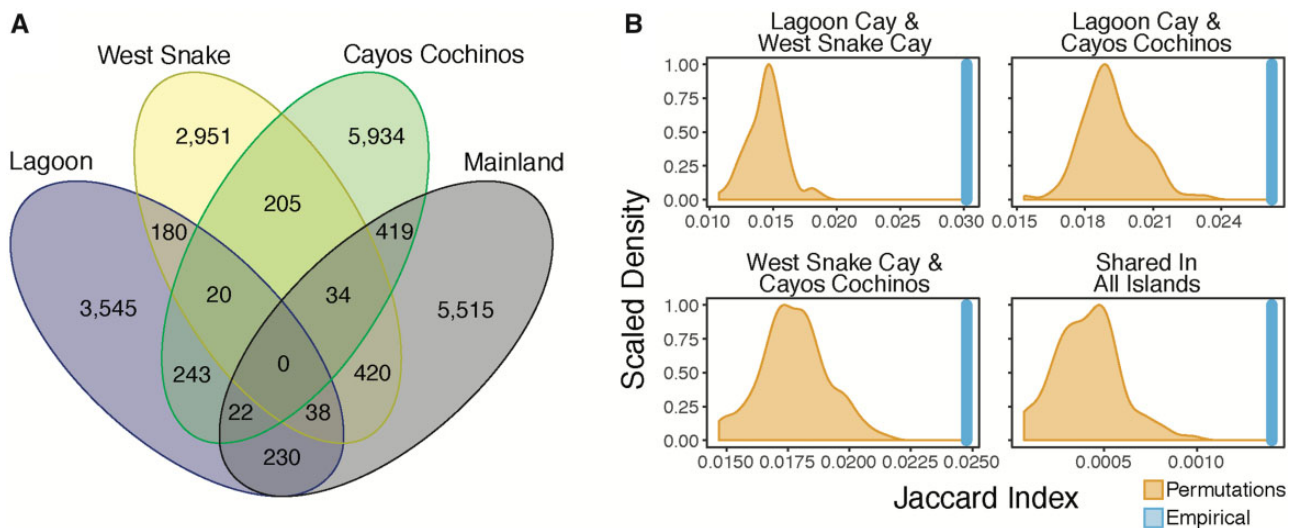 A
West Snake
Cayos Cochinos
Lagoon
Mainland
2,951
5,934
205
180
419
20
34
3,545
5,515
0
243
420
22
38
230
B
Lagoon Cay &
West Snake Cay
Lagoon Cay &
Cayos Cochinos
1.00
0.75
0.50
0.25
0.00
0.010 0.015 0.020 0.025 0.030
0.015 0.018 0.021 0.024
West Snake Cay &
Cayos Cochinos
Shared In
All Islands
1.00
0.75
0.50
0.25
0.00
0.0150 0.0175 0.0200 0.0225 0.0250
0.0005 0.0010
Scaled Density
Jaccard Index
Permutations
Empirical